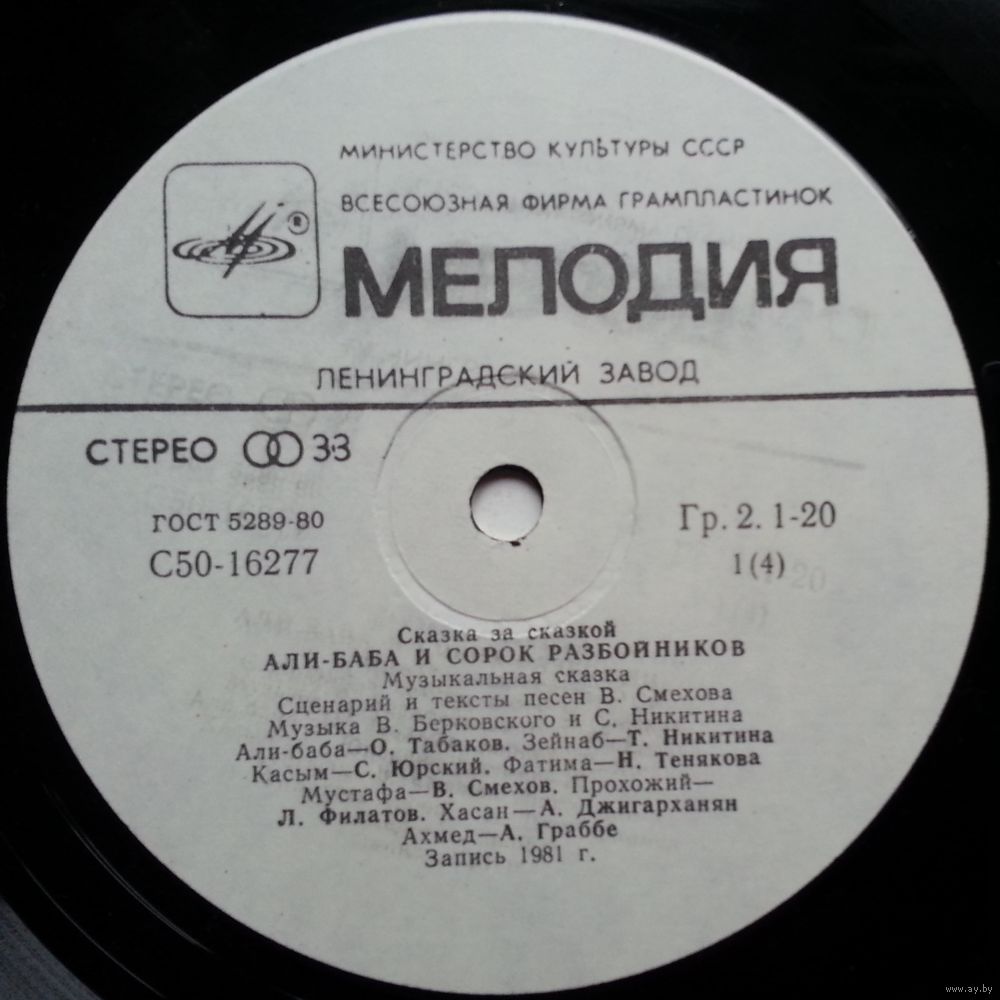 МИНИСТЕРСТВО КУЛЬТУРЫ СССР
ВСЕСОЮЗНАЯ ФИРМА ГРАМПЛАСТИНОК
®
МЕЛОДИЯ
ЛЕНИНГРАДСКИЙ ЗАВОД
СТЕРЕО 33
ГОСТ 5289-80
С50-16277
Гр. 2. 1-20
1 (4)
Сказка за сказкой
АЛИ-БАБА И СОРОК РАЗБОЙНИКОВ
Музыкальная сказка
Сценарий и тексты песен В. Смехова
Музыка В. Берковского и С. Никитина
Али-баба—О. Табаков. Зейнаб—Т. Никитина
Касым—С. Юрский. Фатима—Н. Тенякова
Мустафа—В. Смехов. Прохожий—
Л. Филатов. Хасан—А. Джигарханян
Ахмед—А. Граббе
Запись 1981 г.
www.ay.by